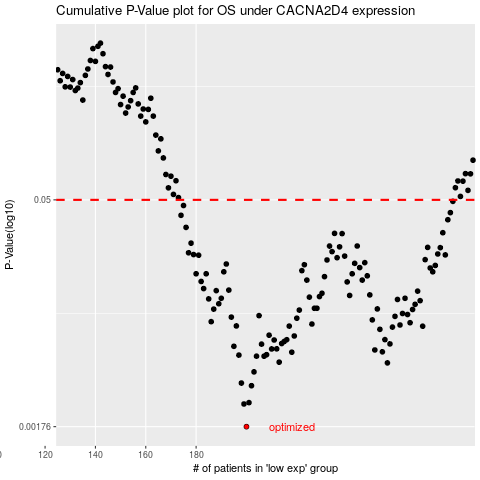 Cumulative P-Value plot for OS under CACNA2D4 expression
P-Value(log10)
0.05
0.00176
optimized
0 120 140 160 180
# of patients in 'low exp' group